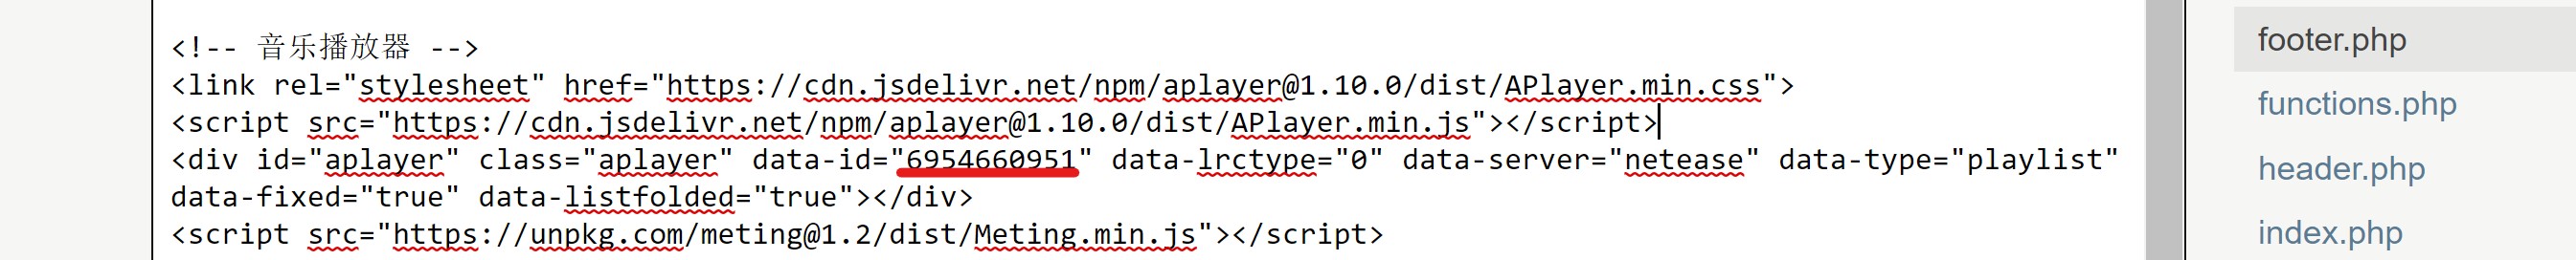 <!-- 音乐播放器 -->
<link rel="stylesheet" href="https://cdn.jsdelivr.net/npm/aplayer@1.10.0/dist/APlayer.min.css">
<script src="https://cdn.jsdelivr.net/npm/aplayer@1.10.0/dist/APlayer.min.js"></script>
<div id="aplayer" class="aplayer" data-id="6954660951" data-lrctype="0" data-server="netease" data-type="playlist"
data-fixed="true" data-listfolded="true"></div>
<script src="https://unpkg.com/meting@1.2/dist/Meting.min.js"></script>
footer.php
functions.php
header.php
index.php